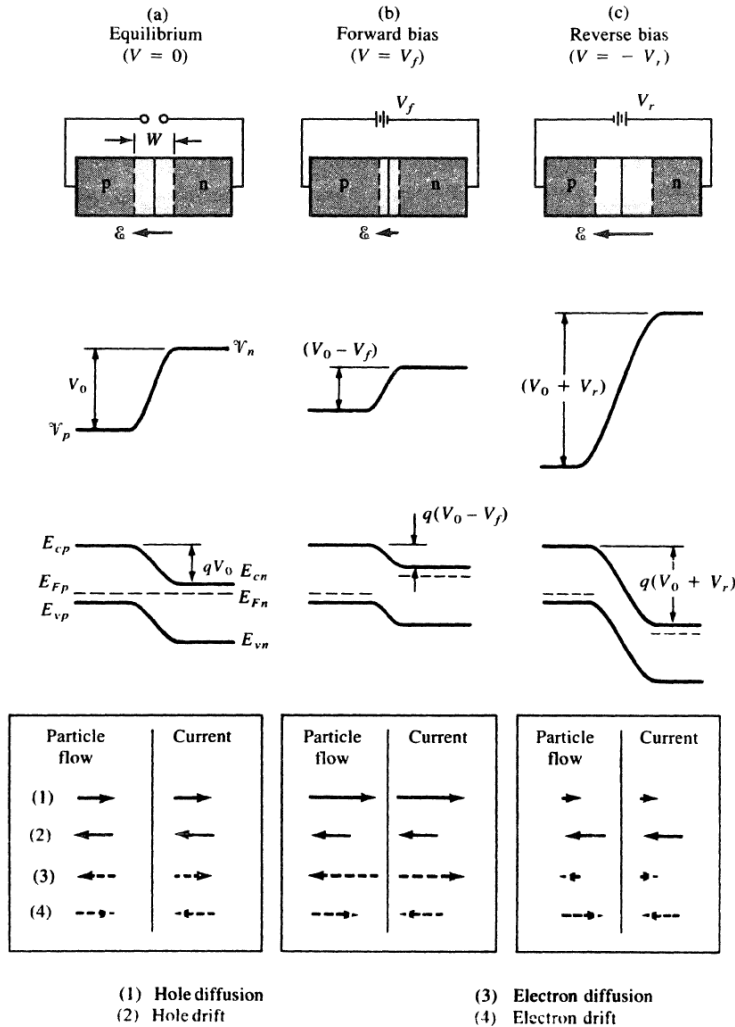 (a)
Equilibrium
(V = 0)
(b)
Forward bias
(V = V_f)
(c)
Reverse bias
(V = − V_r)
W
p
n
ℰ
V_f
p
n
ℰ
V_r
p
n
ℰ
V_0
𝒱_n
𝒱_p
(V_0 − V_f)
(V_0 + V_r)
E_cp
qV_0
E_cn
E_Fp
E_Fn
E_vp
E_vn
q(V_0 − V_f)
q(V_0 + V_r)
Particle
flow
Current
(1)
(2)
(3)
(4)
Particle
flow
Current
Particle
flow
Current
(1) Hole diffusion
(2) Hole drift
(3) Electron diffusion
(4) Electron drift